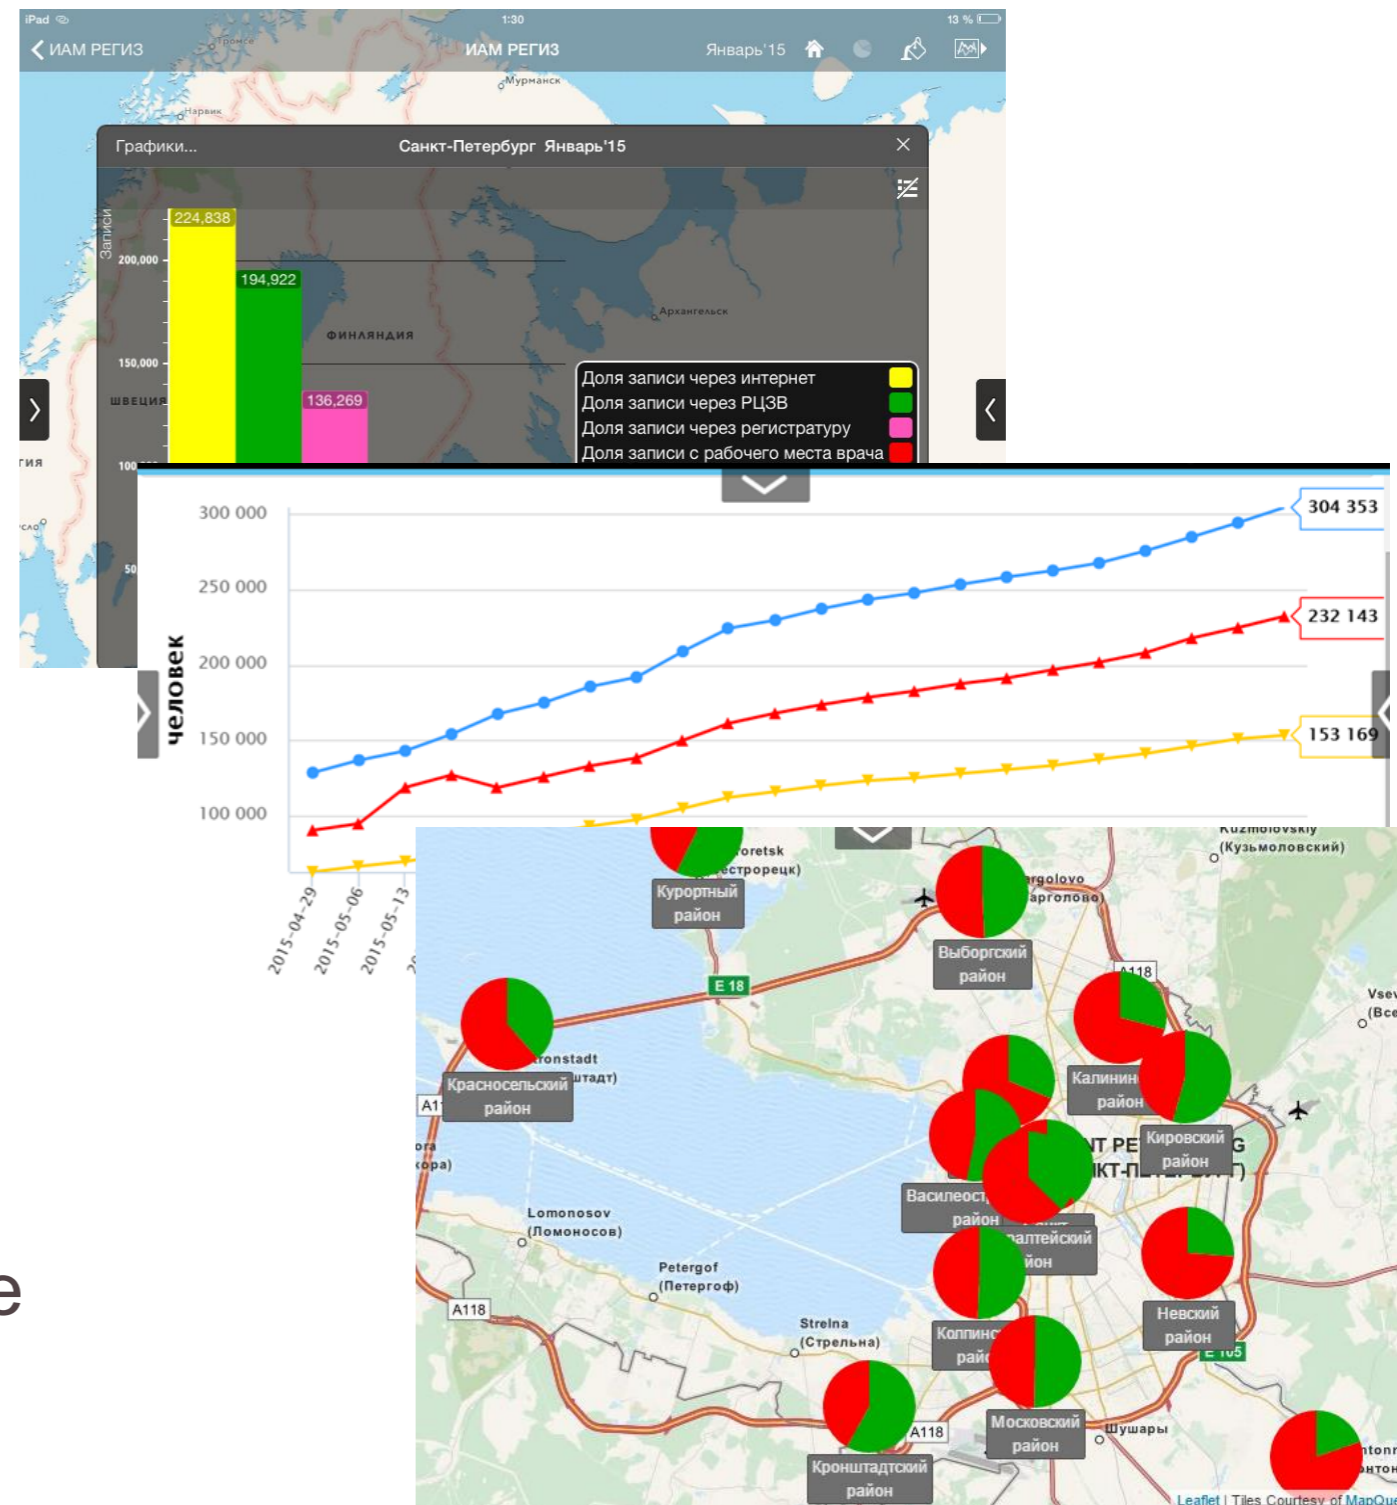 iPad 1:30 13 %
ИАМ РЕГИЗ ИАМ РЕГИЗ Январь'15
Тромсё
Мурманск
Нарвик
Графики... Санкт-Петербург Январь'15
Записи
224,838
200,000
194,922
Архангельск
ФИНЛЯНДИЯ
150,000
Доля записи через интернет
ШВЕЦИЯ
136,269
Доля записи через РЦЗВ
Доля записи через регистратуру
Доля записи с рабочего места врача
300 000
304 353
250 000
232 143
200 000
человек
150 000
153 169
100 000
2015-04-29
2015-05-06
2015-05-13
Kuzmolovskiy
(Кузьмоловский)
Курортный
район
Выборгский
район
E 18
A118
Красносельский
район
Калинин
район
Кировский
район
Василеост
район
Lomonosov
(Ломоносов)
Petergof
(Петергоф)
A118
Strelna
(Стрельна)
Невский
район
E 105
Московский
район
Шушары
A118
Кронштадтский
район
Leaflet | Tiles Courtesy of MapQu
е